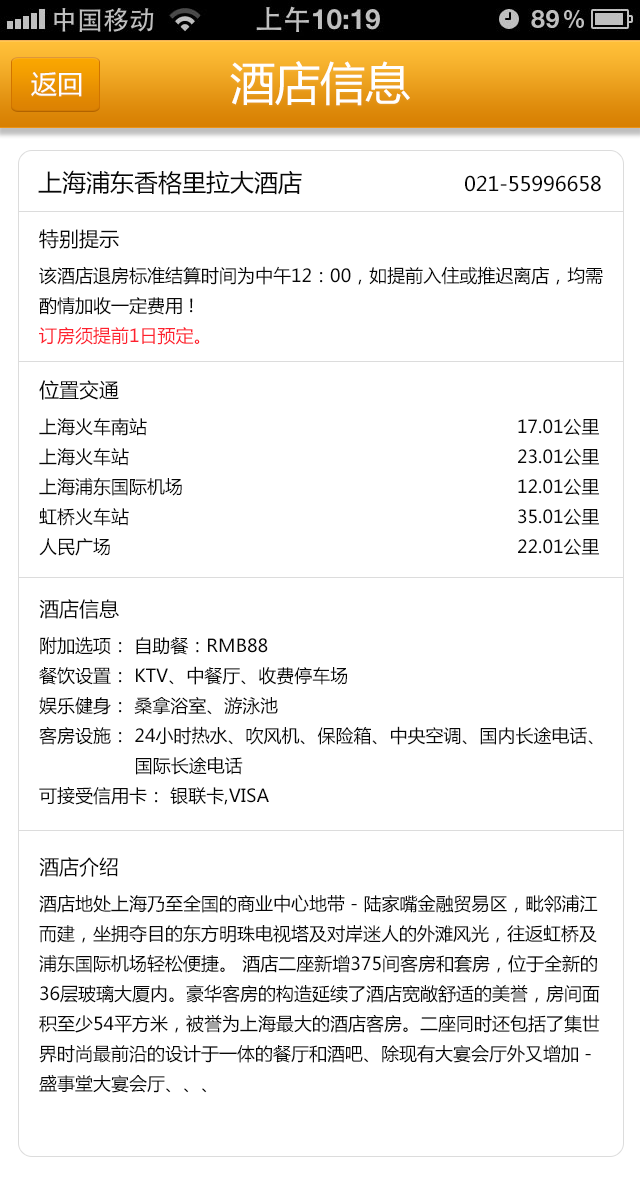 中国移动 上午10:19 89%
返回 酒店信息
上海浦东香格里拉大酒店 021-55996658
特别提示
该酒店退房标准结算时间为中午12：00，如提前入住或推迟离店，均需
酌情加收一定费用！
订房须提前1日预定。
位置交通
上海火车南站 17.01公里
上海火车站 23.01公里
上海浦东国际机场 12.01公里
虹桥火车站 35.01公里
人民广场 22.01公里
酒店信息
附加选项： 自助餐：RMB88
餐饮设置： KTV、中餐厅、收费停车场
娱乐健身： 桑拿浴室、游泳池
客房设施： 24小时热水、吹风机、保险箱、中央空调、国内长途电话、
国际长途电话
可接受信用卡： 银联卡,VISA
酒店介绍
酒店地处上海乃至全国的商业中心地带 - 陆家嘴金融贸易区，毗邻浦江
而建，坐拥夺目的东方明珠电视塔及对岸迷人的外滩风光，往返虹桥及
浦东国际机场轻松便捷。 酒店二座新增375间客房和套房，位于全新的
36层玻璃大厦内。豪华客房的构造延续了酒店宽敞舒适的美誉，房间面
积至少54平方米，被誉为上海最大的酒店客房。二座同时还包括了集世
界时尚最前沿的设计于一体的餐厅和酒吧、除现有大宴会厅外又增加 -
盛事堂大宴会厅、、、